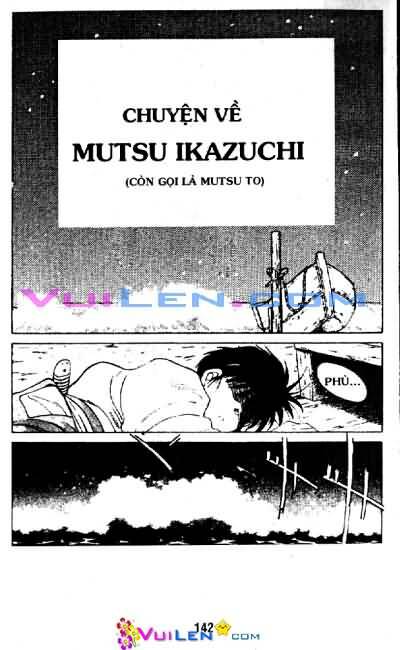 CHUYỆN VỀ
MUTSU IKAZUCHI
(CÒN GỌI LÀ MUTSU TO)
VUILEN.COM
PHÙ...
142
VUILEN.COM